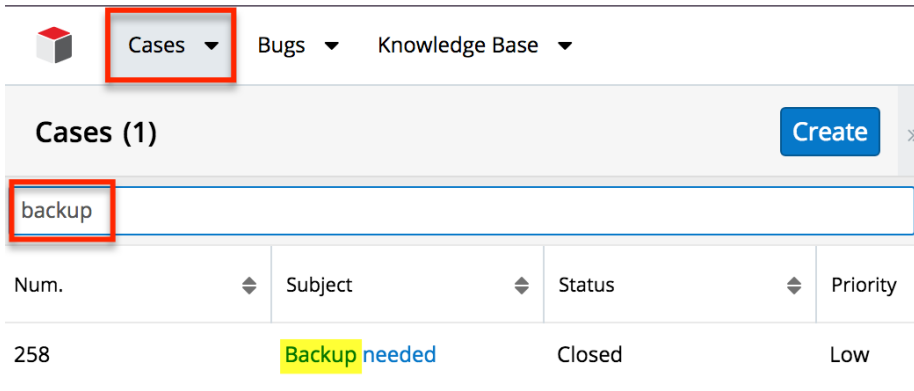 Cases Bugs Knowledge Base
Cases (1) Create
backup
Num. Subject Status Priority
258 Backup needed Closed Low